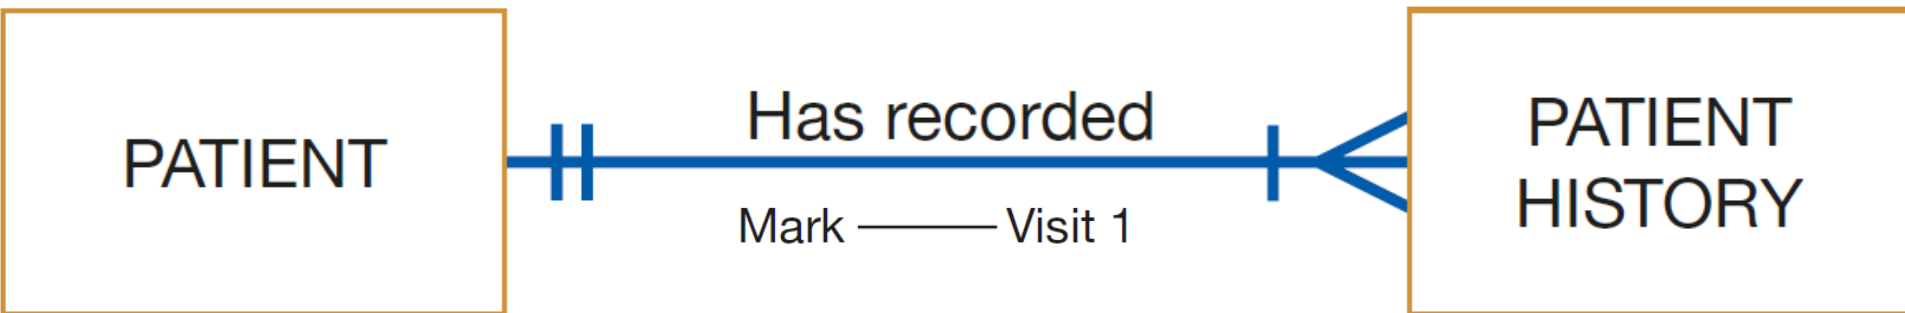 PATIENT
Has recorded
Mark Visit 1
PATIENT
HISTORY